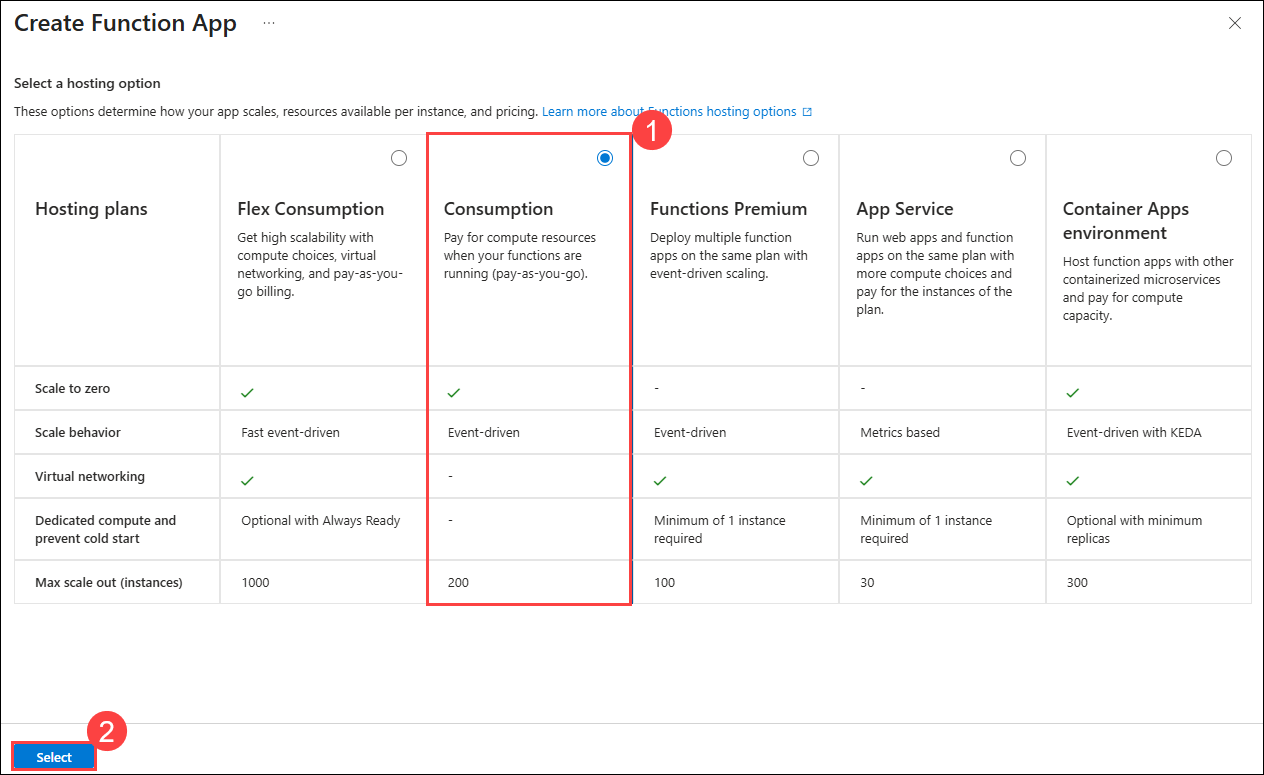 Create Function App ...
Select a hosting option
These options determine how your app scales, resources available per instance, and pricing. Learn more about Functions hosting options
1
Hosting plans
Flex Consumption
Get high scalability with
compute choices, virtual
networking, and pay-as-you-
go billing.
Consumption
Pay for compute resources
when your functions are
running (pay-as-you-go).
Functions Premium
Deploy multiple function
apps on the same plan with
event-driven scaling.
App Service
Run web apps and function
apps on the same plan with
more compute choices and
pay for the instances of the
plan.
Container Apps
environment
Host function apps with other
containerized microservices
and pay for compute
capacity.
Scale to zero
-
-
Scale behavior
Fast event-driven
Event-driven
Event-driven
Metrics based
Event-driven with KEDA
Virtual networking
-
Dedicated compute and
prevent cold start
Optional with Always Ready
-
Minimum of 1 instance
required
Minimum of 1 instance
required
Optional with minimum
replicas
Max scale out (instances)
1000
200
100
30
300
2
Select